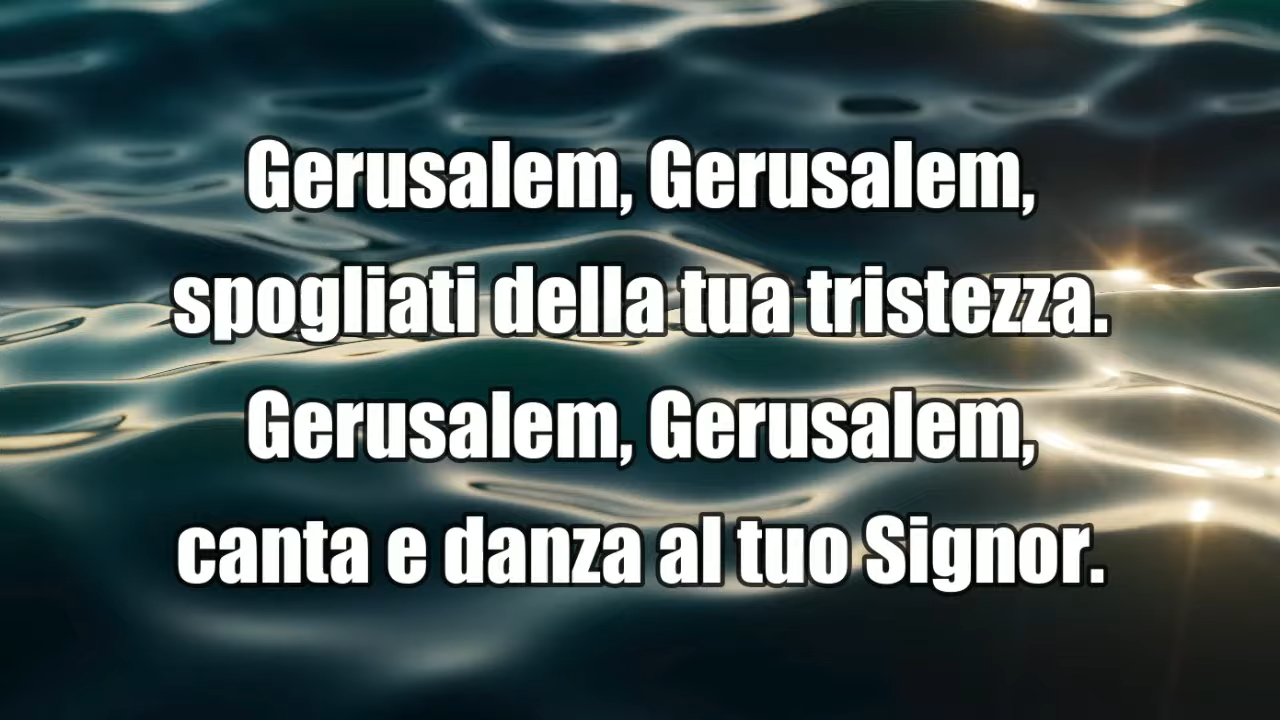 Gerusalem, Gerusalem,
spogliati della tua tristezza.
Gerusalem, Gerusalem,
canta e danza al tuo Signor.